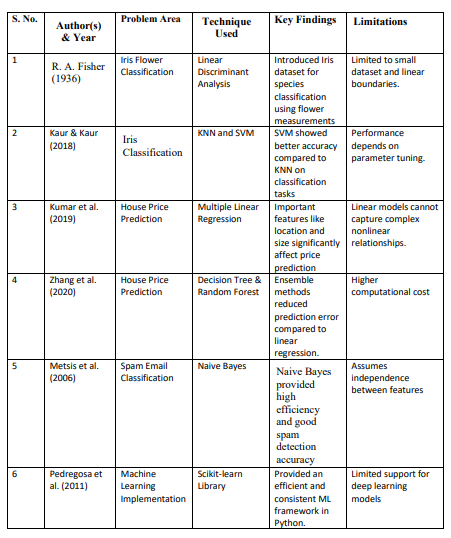 S. No. Author(s) & Year Problem Area Technique Used Key Findings Limitations
1
R. A. Fisher
(1936)
Iris Flower
Classification
Linear
Discriminant
Analysis
Introduced Iris
dataset for
species
classification
using flower
measurements
Limited to small
dataset and linear
boundaries.
2
Kaur & Kaur
(2018)
Iris
Classification
KNN and SVM
SVM showed
better accuracy
compared to
KNN on
classification
tasks
Performance
depends on
parameter tuning.
3
Kumar et al.
(2019)
House Price
Prediction
Multiple Linear
Regression
Important
features like
location and
size significantly
affect price
prediction
Linear models cannot
capture complex
nonlinear
relationships.
4
Zhang et al.
(2020)
House Price
Prediction
Decision Tree &
Random Forest
Ensemble
methods
reduced
prediction error
compared to
linear
regression.
Higher
computational cost
5
Metsis et al.
(2006)
Spam Email
Classification
Naive Bayes
Naive Bayes
provided
high
efficiency
and good
spam
detection
accuracy
Assumes
independence
between features
6
Pedregosa et
al. (2011)
Machine
Learning
Implementation
Scikit-learn
Library
Provided an
efficient and
consistent ML
framework in
Python.
Limited support for
deep learning
models